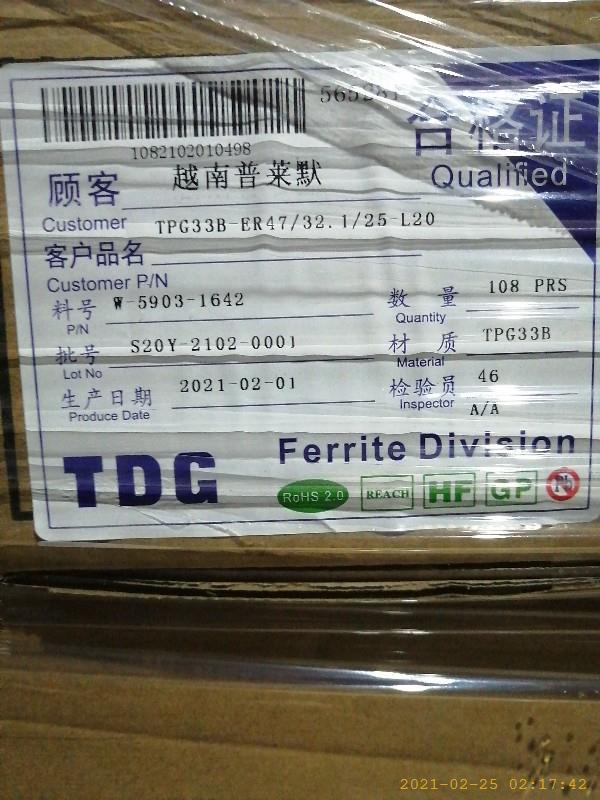 1082102010498
合格证
Qualified
顾客
越南普莱默
Customer
TPG33B-ER47/32.1/25-L20
客户品名
Customer P/N
料号
W-5903-1642
P/N
数 量
108 PRS
Quantity
批号
S20Y-2102-0001
Lot No
材 质
TPG33B
Material
生产日期
2021-02-01
Produce Date
检验员
46
Inspector
A/A
TDG
Ferrite Division
RoHS 2.0
REACH
HF
GP
Pb
2021-02-25 02:17:42